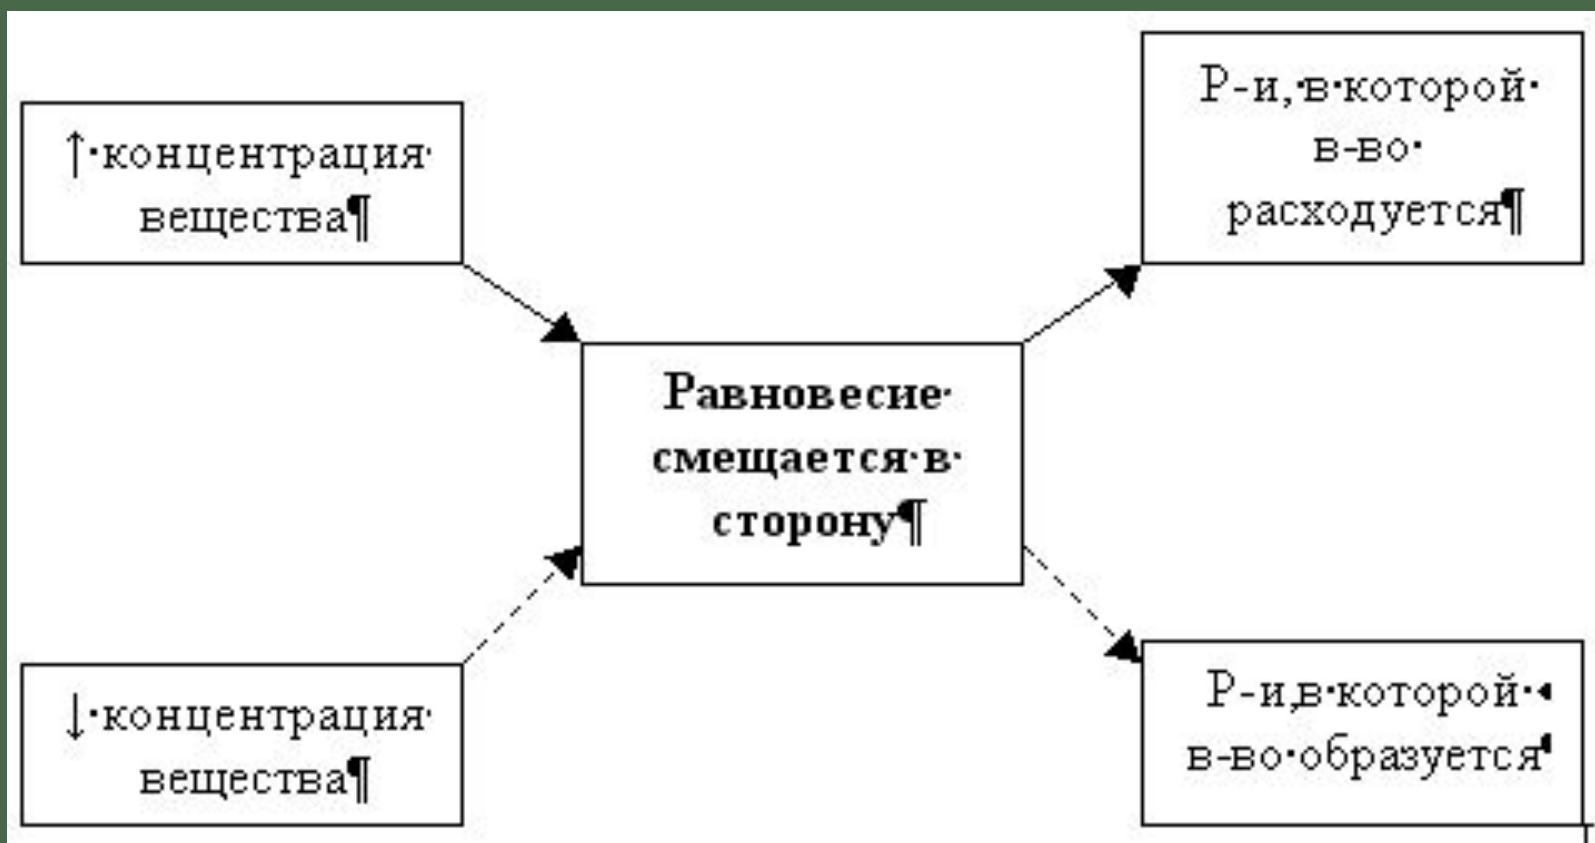 ↑·концентрация·
вещества¶
Р-и,·в·которой·
в-во·
расходуется¶
Равновесие·
смещается·в·
сторону¶
↓·концентрация·
вещества¶
Р-и,в·которой·
в-во·образуется¶